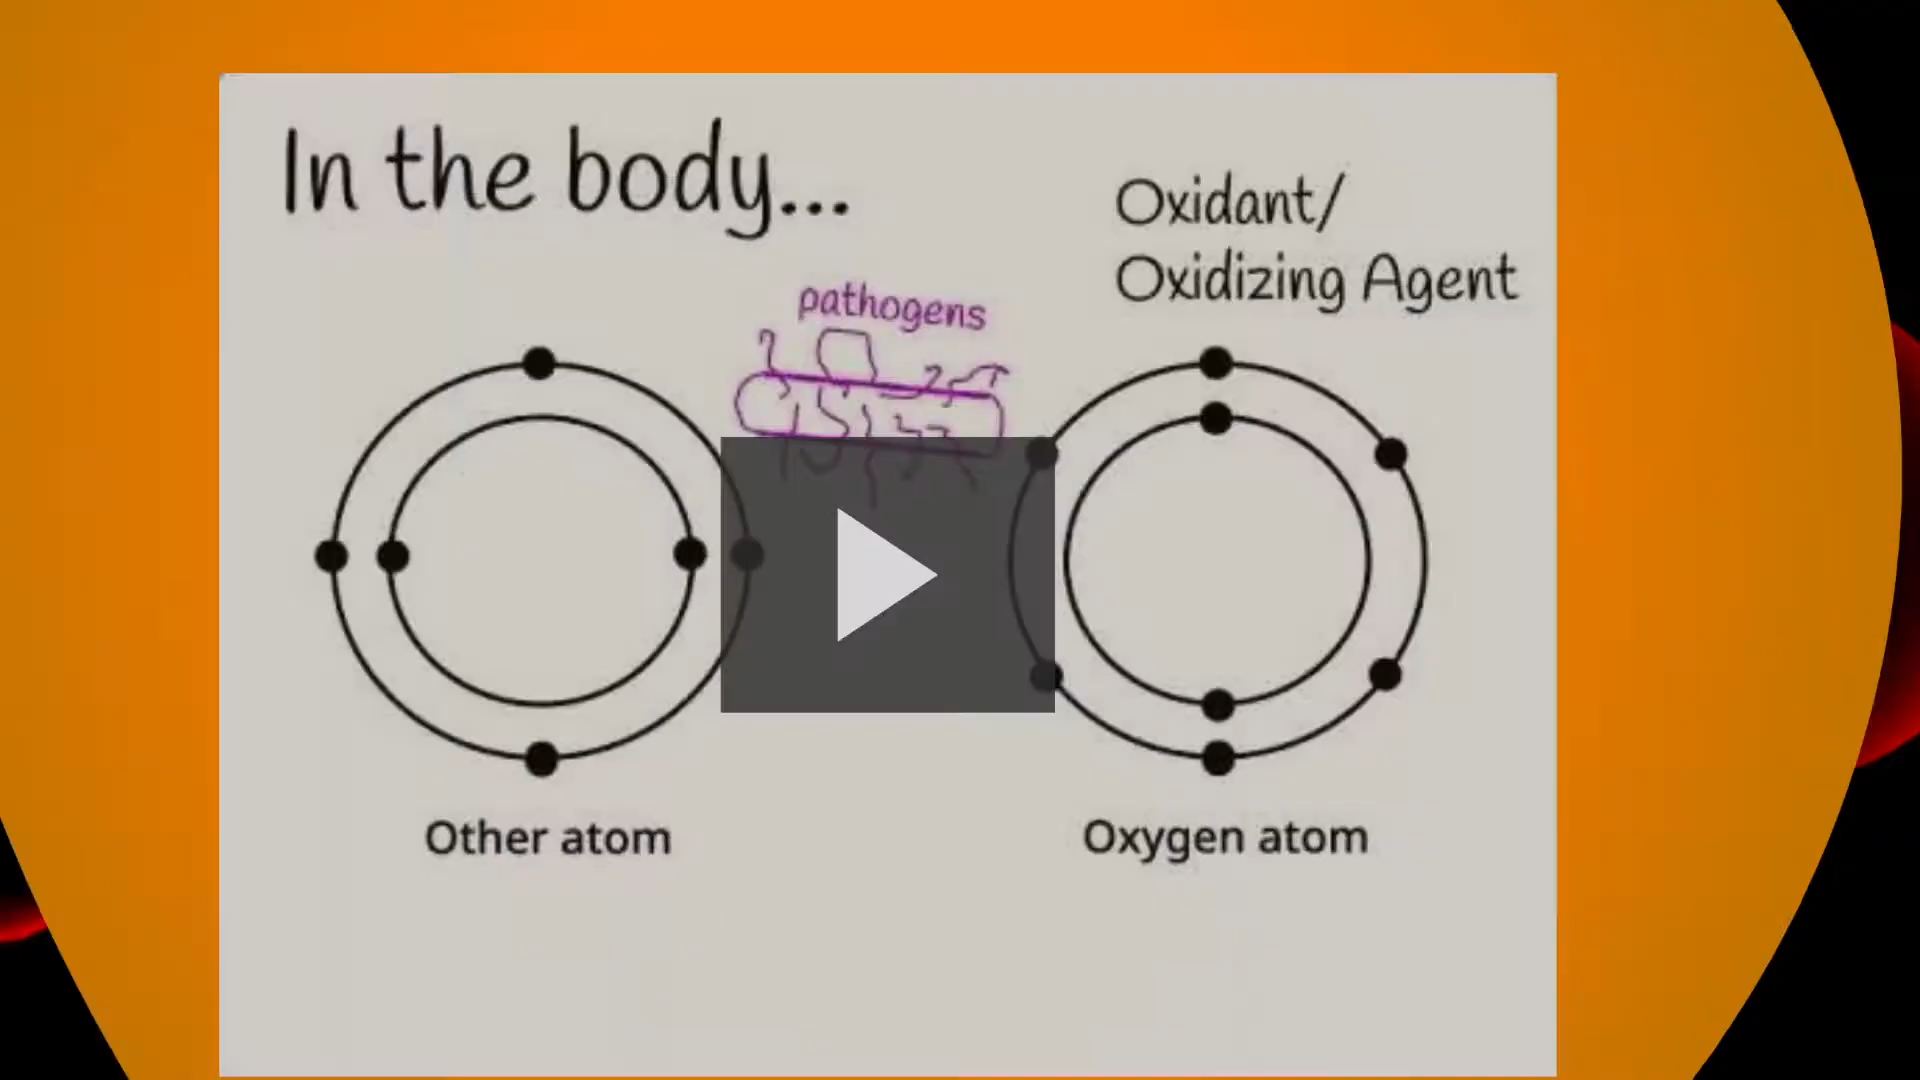 In the body...
Oxidant/
Oxidizing Agent
pathogens
Other atom
Oxygen atom